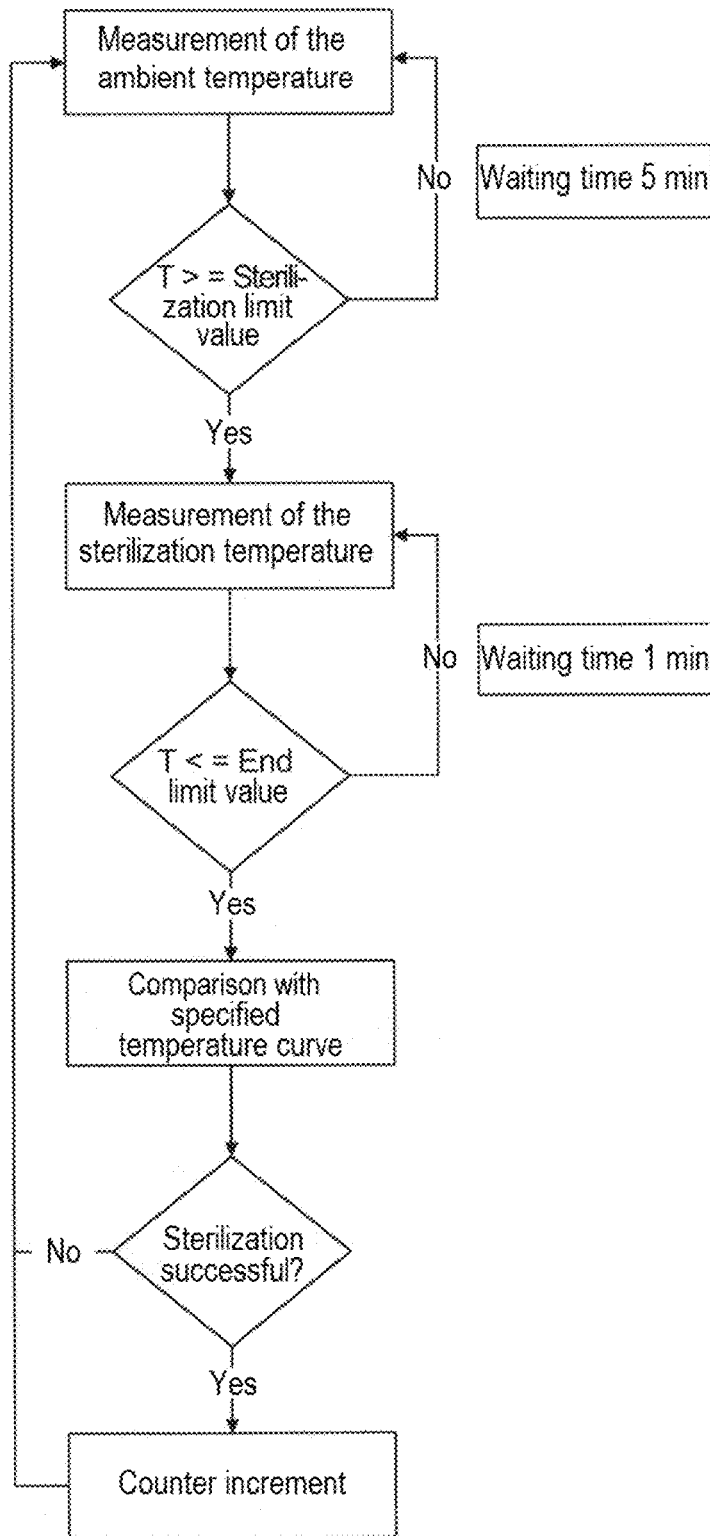 Measurement of the
ambient temperature
No
Waiting time 5 min
T > = Sterili-
zation limit
value
Yes
Measurement of the
sterilization temperature
No
Waiting time 1 min
T < = End
limit value
Yes
Comparison with
specified
temperature curve
No
Sterilization
successful?
Yes
Counter increment